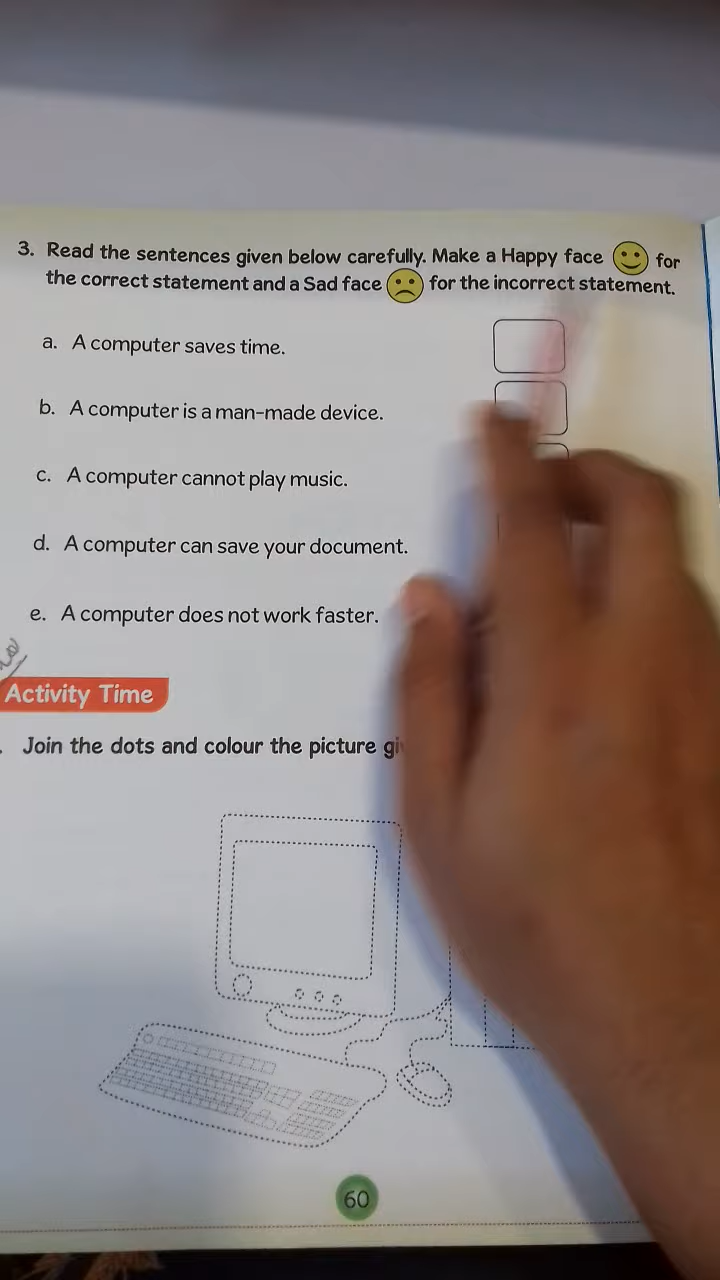 3. Read the sentences given below carefully. Make a Happy face for
the correct statement and a Sad face for the incorrect statement.
a. A computer saves time.
b. A computer is a man-made device.
c. A computer cannot play music.
d. A computer can save your document.
e. A computer does not work faster.
Activity Time
. Join the dots and colour the picture
60